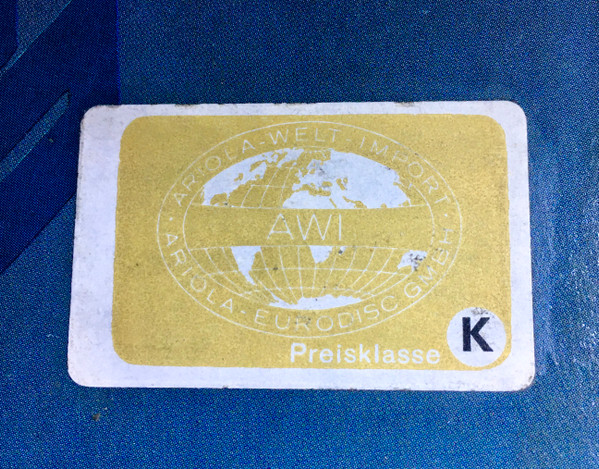 · ARIOLA-WELT-IMPORT ·
AWI
ARIOLA · EURODISC GMBH
Preisklasse K